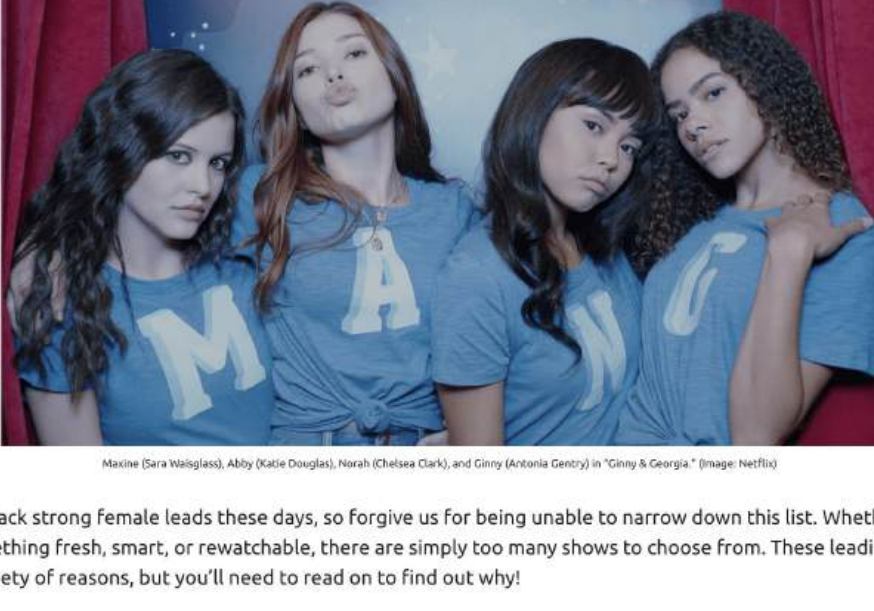 M A N G
Maxine (Sara Waisglass), Abby (Katie Douglas), Norah (Chelsea Clark), and Ginny (Antonia Gentry) in "Ginny & Georgia." (Image: Netflix)
ack strong female leads these days, so forgive us for being unable to narrow down this list. Wheth
ething fresh, smart, or rewatchable, there are simply too many shows to choose from. These leadi
ety of reasons, but you'll need to read on to find out why!